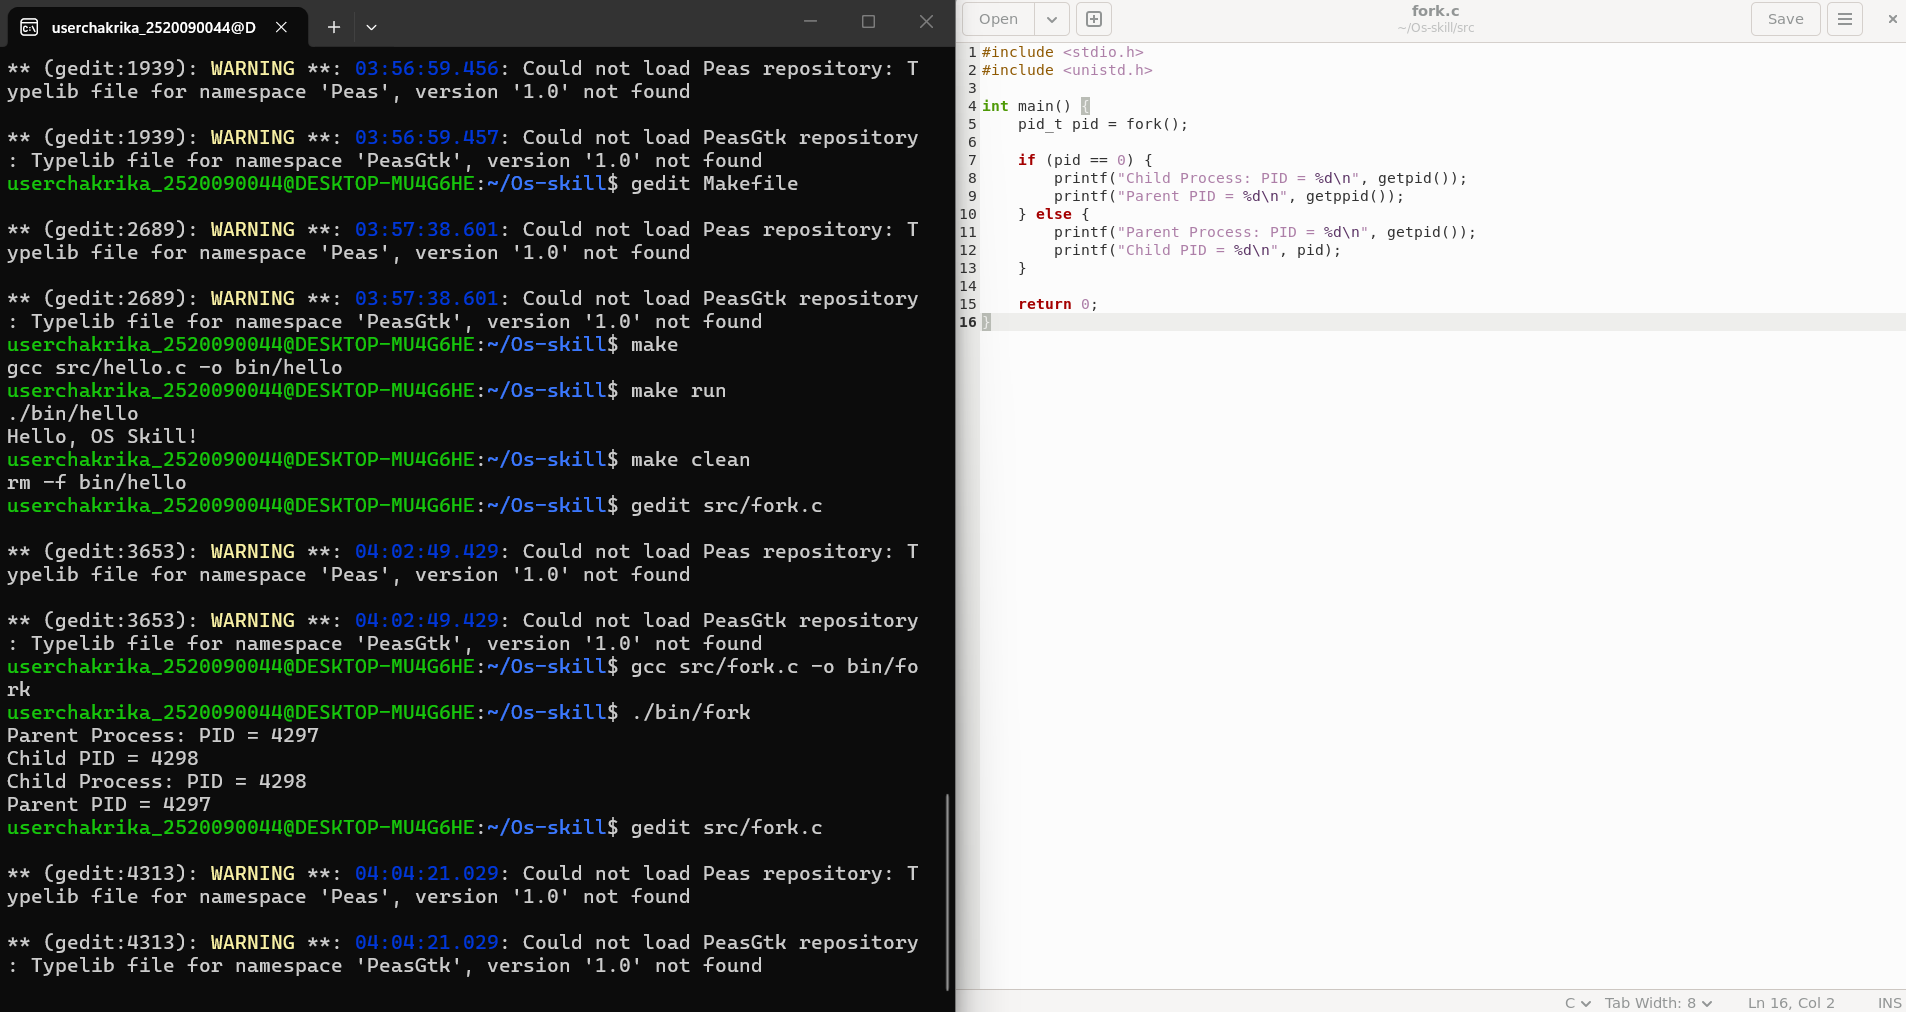 userchakrika_2520090044@D
** (gedit:1939): WARNING **: 03:56:59.456: Could not load Peas repository: T
ypelib file for namespace 'Peas', version '1.0' not found
** (gedit:1939): WARNING **: 03:56:59.457: Could not load PeasGtk repository
: Typelib file for namespace 'PeasGtk', version '1.0' not found
userchakrika_2520090044@DESKTOP-MU4G6HE:~/Os-skill$ gedit Makefile
** (gedit:2689): WARNING **: 03:57:38.601: Could not load Peas repository: T
ypelib file for namespace 'Peas', version '1.0' not found
** (gedit:2689): WARNING **: 03:57:38.601: Could not load PeasGtk repository
: Typelib file for namespace 'PeasGtk', version '1.0' not found
userchakrika_2520090044@DESKTOP-MU4G6HE:~/Os-skill$ make
gcc src/hello.c -o bin/hello
userchakrika_2520090044@DESKTOP-MU4G6HE:~/Os-skill$ make run
./bin/hello
Hello, OS Skill!
userchakrika_2520090044@DESKTOP-MU4G6HE:~/Os-skill$ make clean
rm -f bin/hello
userchakrika_2520090044@DESKTOP-MU4G6HE:~/Os-skill$ gedit src/fork.c
** (gedit:3653): WARNING **: 04:02:49.429: Could not load Peas repository: T
ypelib file for namespace 'Peas', version '1.0' not found
** (gedit:3653): WARNING **: 04:02:49.429: Could not load PeasGtk repository
: Typelib file for namespace 'PeasGtk', version '1.0' not found
userchakrika_2520090044@DESKTOP-MU4G6HE:~/Os-skill$ gcc src/fork.c -o bin/fo
rk
userchakrika_2520090044@DESKTOP-MU4G6HE:~/Os-skill$ ./bin/fork
Parent Process: PID = 4297
Child PID = 4298
Child Process: PID = 4298
Parent PID = 4297
userchakrika_2520090044@DESKTOP-MU4G6HE:~/Os-skill$ gedit src/fork.c
** (gedit:4313): WARNING **: 04:04:21.029: Could not load Peas repository: T
ypelib file for namespace 'Peas', version '1.0' not found
** (gedit:4313): WARNING **: 04:04:21.029: Could not load PeasGtk repository
: Typelib file for namespace 'PeasGtk', version '1.0' not found
Open
fork.c
~/Os-skill/src
Save
1 #include <stdio.h>
2 #include <unistd.h>
3
4 int main() {
5     pid_t pid = fork();
6
7     if (pid == 0) {
8         printf("Child Process: PID = %d\n", getpid());
9         printf("Parent PID = %d\n", getppid());
10     } else {
11         printf("Parent Process: PID = %d\n", getpid());
12         printf("Child PID = %d\n", pid);
13     }
14
15     return 0;
16 }
C Tab Width: 8 Ln 16, Col 2 INS